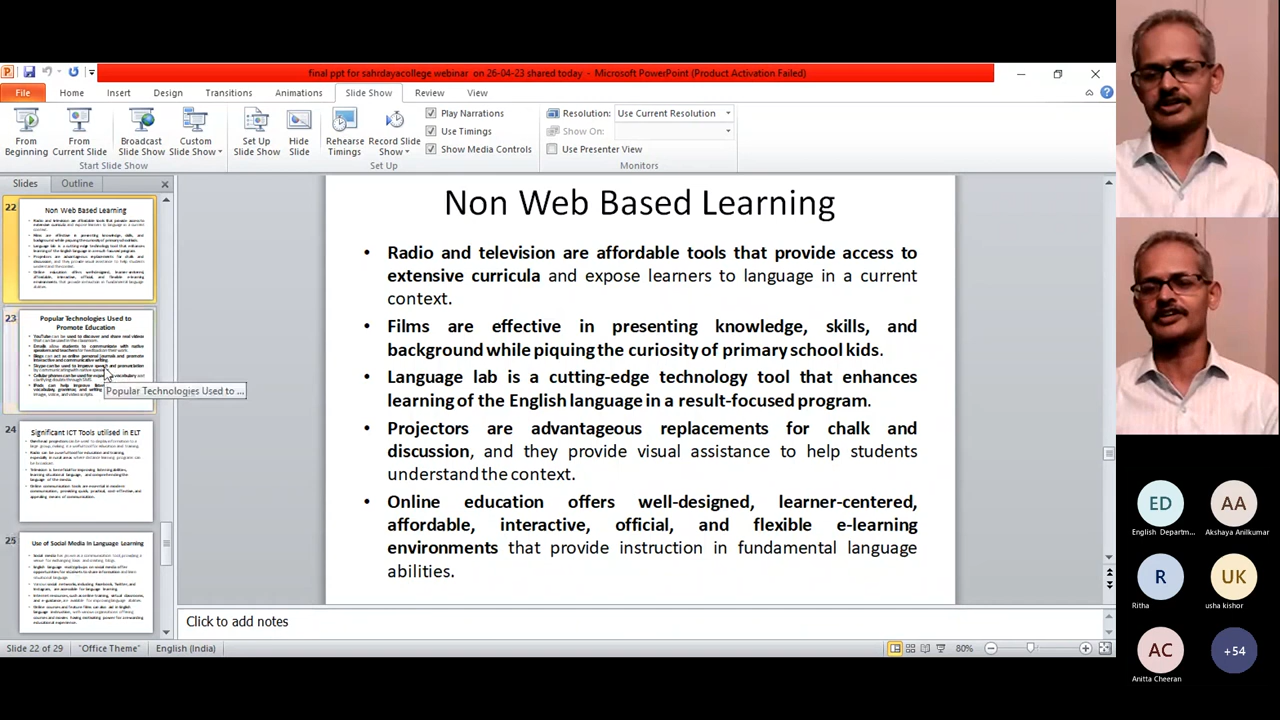 final ppt for sahrdayacollege webinar on 26-04-23 shared today - Microsoft PowerPoint (Product Activation Failed)
File Home Insert Design Transitions Animations Slide Show Review View
From Beginning
From Current Slide
Broadcast Slide Show
Custom Slide Show
Set Up Slide Show
Hide Slide
Rehearse Timings
Record Slide Show
Play Narrations
Use Timings
Show Media Controls
Resolution: Use Current Resolution
Show On:
Use Presenter View
Start Slide Show
Set Up
Monitors
Slides Outline
22
Non Web Based Learning
23
Popular Technologies Used to
Promote Education
Popular Technologies Used to ...
24
Significant ICT Tools utilised in ELT
25
Use of Social Media in Language Learning
Non Web Based Learning
• Radio and television are affordable tools that provide access to
extensive curricula and expose learners to language in a current
context.
• Films are effective in presenting knowledge, skills, and
background while piquing the curiosity of primary school kids.
• Language lab is a cutting-edge technology tool that enhances
learning of the English language in a result-focused program.
• Projectors are advantageous replacements for chalk and
discussion, and they provide visual assistance to help students
understand the context.
• Online education offers well-designed, learner-centered,
affordable, interactive, official, and flexible e-learning
environments that provide instruction in fundamental language
abilities.
Click to add notes
Slide 22 of 29 "Office Theme" English (India) 80%
ED AA
English Departm... Akshaya Anilkumar
R UK
Ritha usha kishor
AC +54
Anitta Cheeran